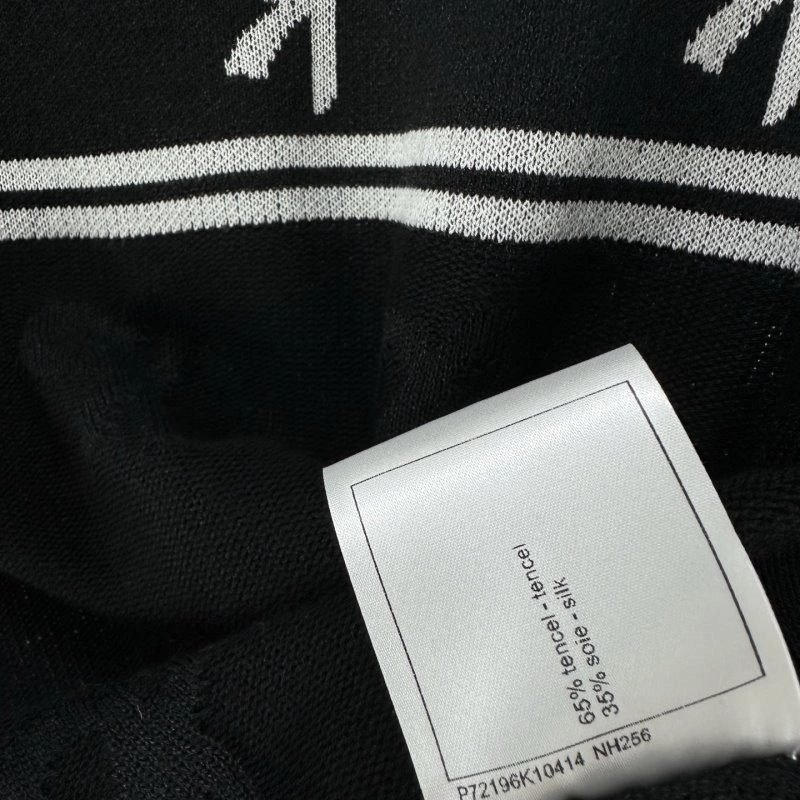 65% tencel - tencel
35% soie - silk
P72196K10414 NH256